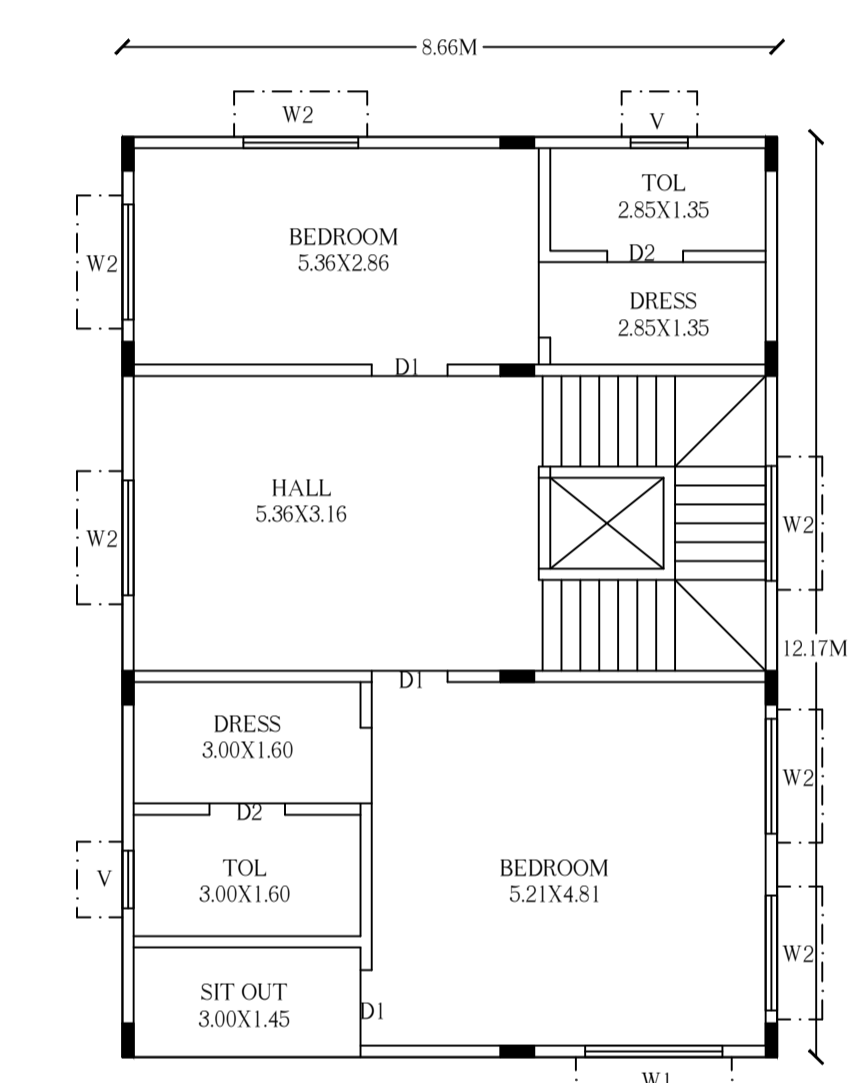 8.66M
W2
V
TOL
2.85X1.35
BEDROOM
5.36X2.86
D2
W2
DRESS
2.85X1.35
D1
HALL
5.36X3.16
W2
W2
12.17M
D1
DRESS
3.00X1.60
W2
D2
TOL
3.00X1.60
V
BEDROOM
5.21X4.81
W2
SIT OUT
3.00X1.45
D1
W1